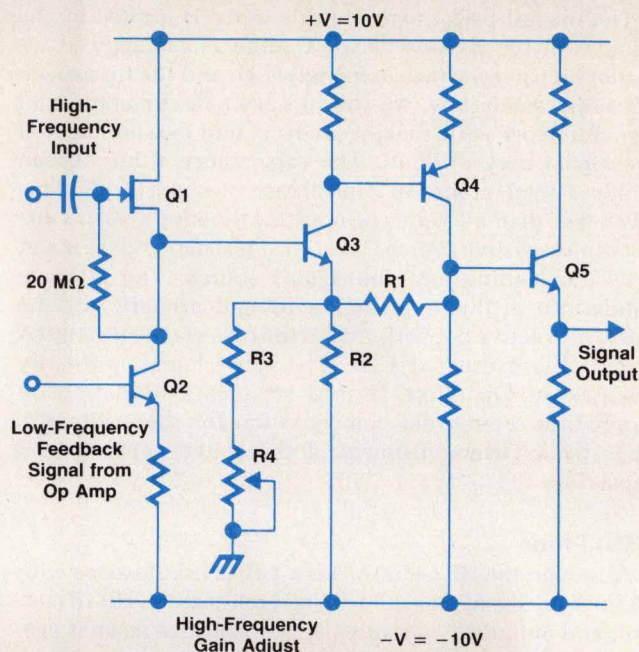 +V = 10V
High-
Frequency
Input
Q1
Q4
Q3
Q5
20 MΩ
R1
Signal
Output
R3
R2
Q2
Low-Frequency
Feedback
Signal from
Op Amp
R4
High-Frequency
Gain Adjust
−V = −10V